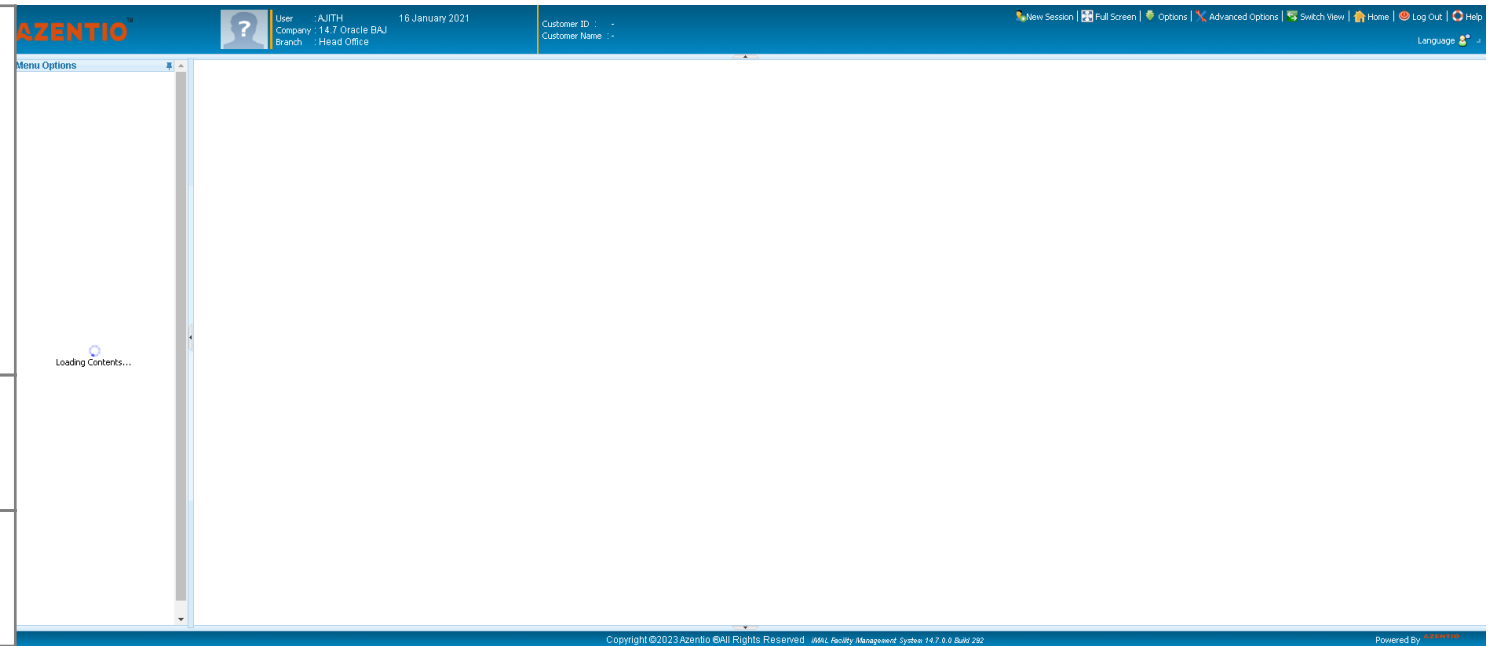 AZENTIO™
User : AJITH 16 January 2021
Company : 14.7 Oracle BAJ
Branch : Head Office
Customer ID : -
Customer Name : -
New Session | Full Screen | Options | Advanced Options | Switch View | Home | Log Out | Help
Language
Menu Options
Loading Contents...
Copyright ©2023 Azentio ®All Rights Reserved iMAL Facility Management System 14.7.0.0 Build 292
Powered By AZENTIO